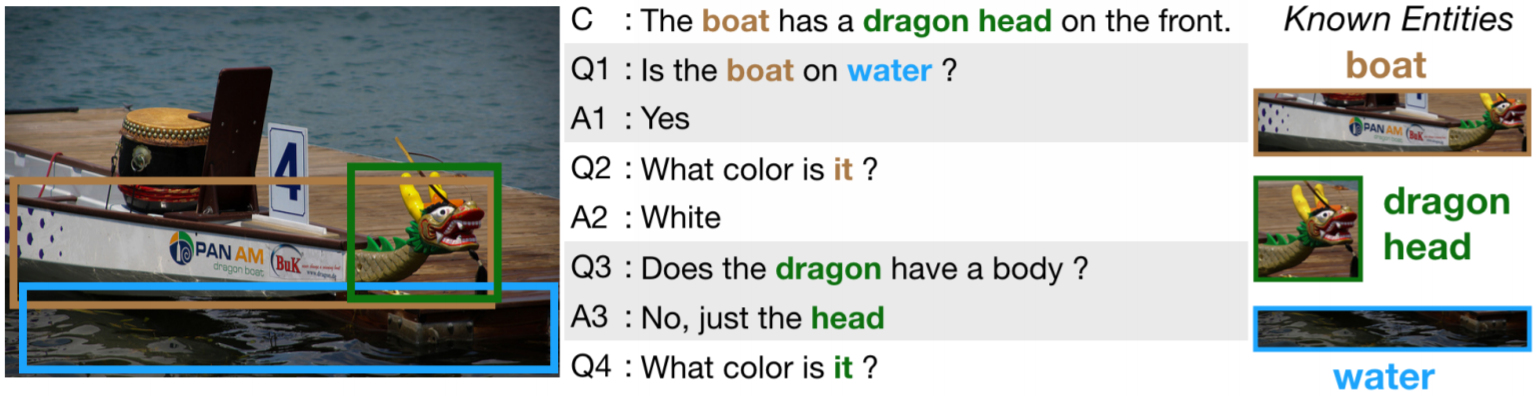 C : The boat has a dragon head on the front.
Q1 : Is the boat on water ?
A1 : Yes
Q2 : What color is it ?
A2 : White
Q3 : Does the dragon have a body ?
A3 : No, just the head
Q4 : What color is it ?
Known Entities
boat
PAN AM
dragon boat
BuK
dragon
head
water
4
PAN AM
dragon boat
BuK